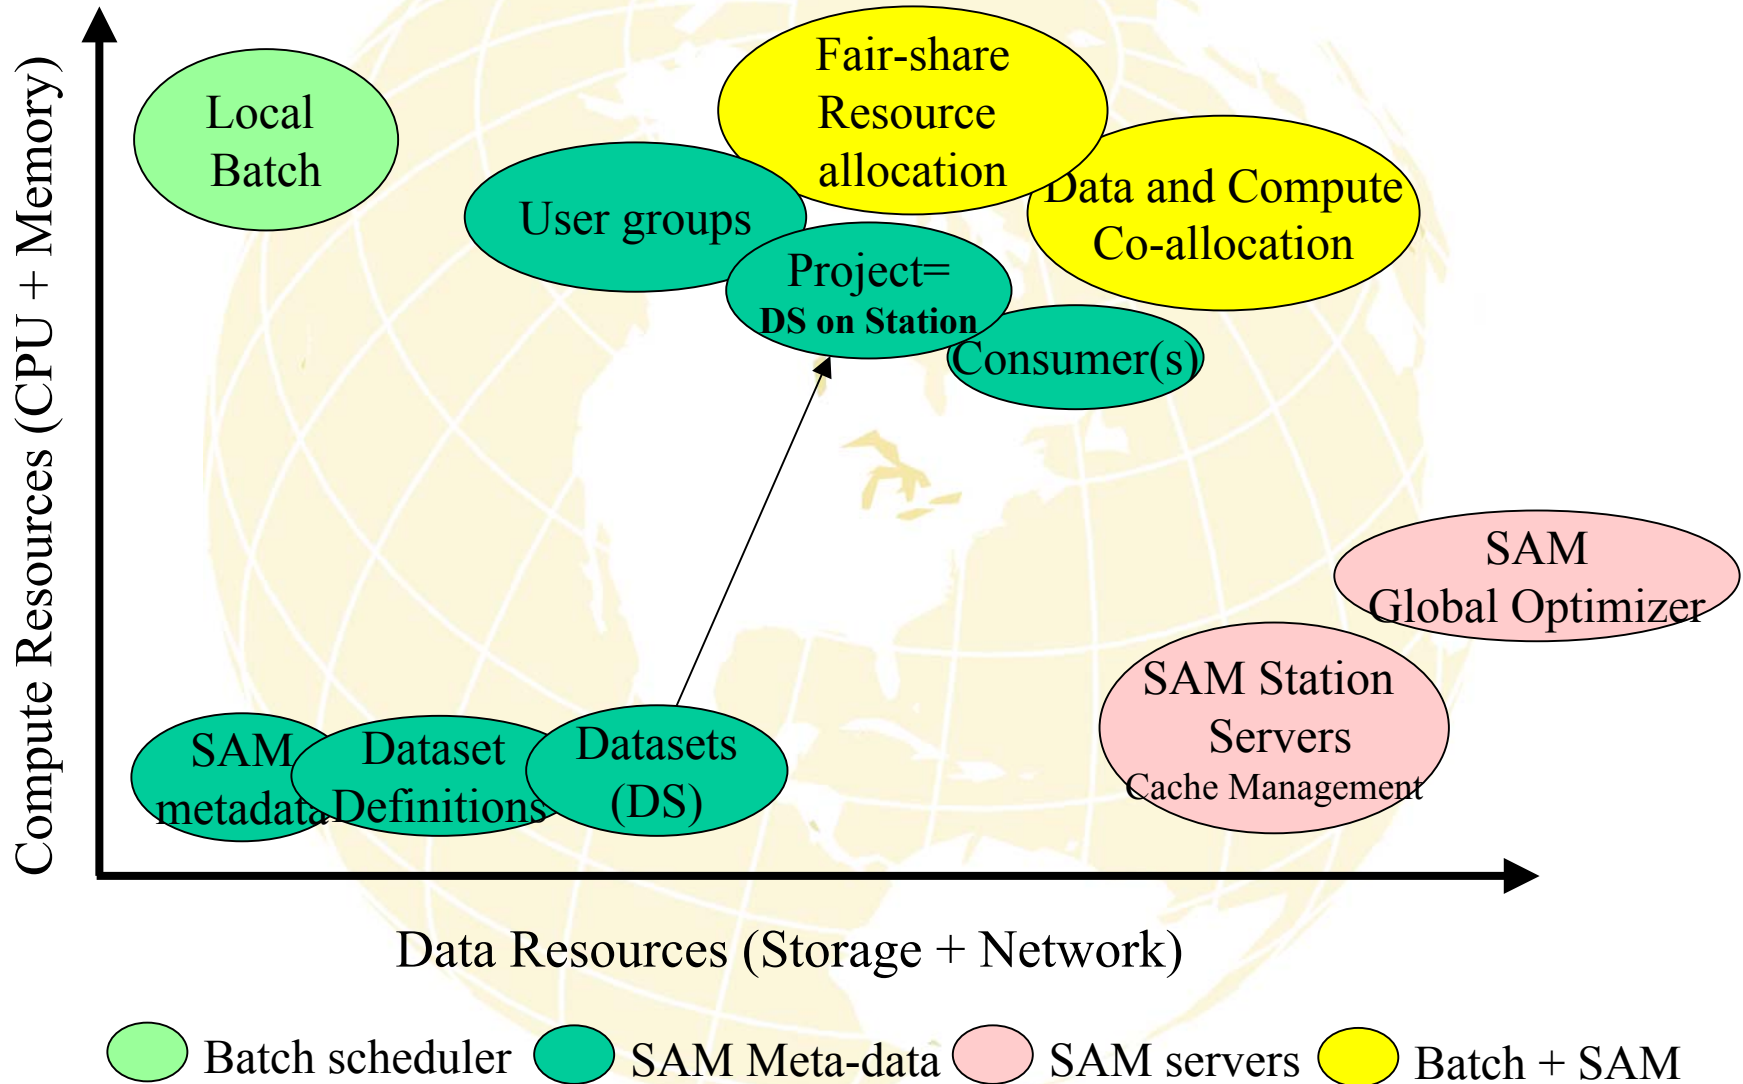 Compute Resources (CPU + Memory)
Local
Batch
Fair-share
Resource
allocation
User groups
Data and Compute
Co-allocation
Project=
DS on Station
Consumer(s)
SAM
Global Optimizer
SAM Station
Servers
Cache Management
SAM
metadata
Dataset
Definitions
Datasets
(DS)
Data Resources (Storage + Network)
Batch scheduler
SAM Meta-data
SAM servers
Batch + SAM